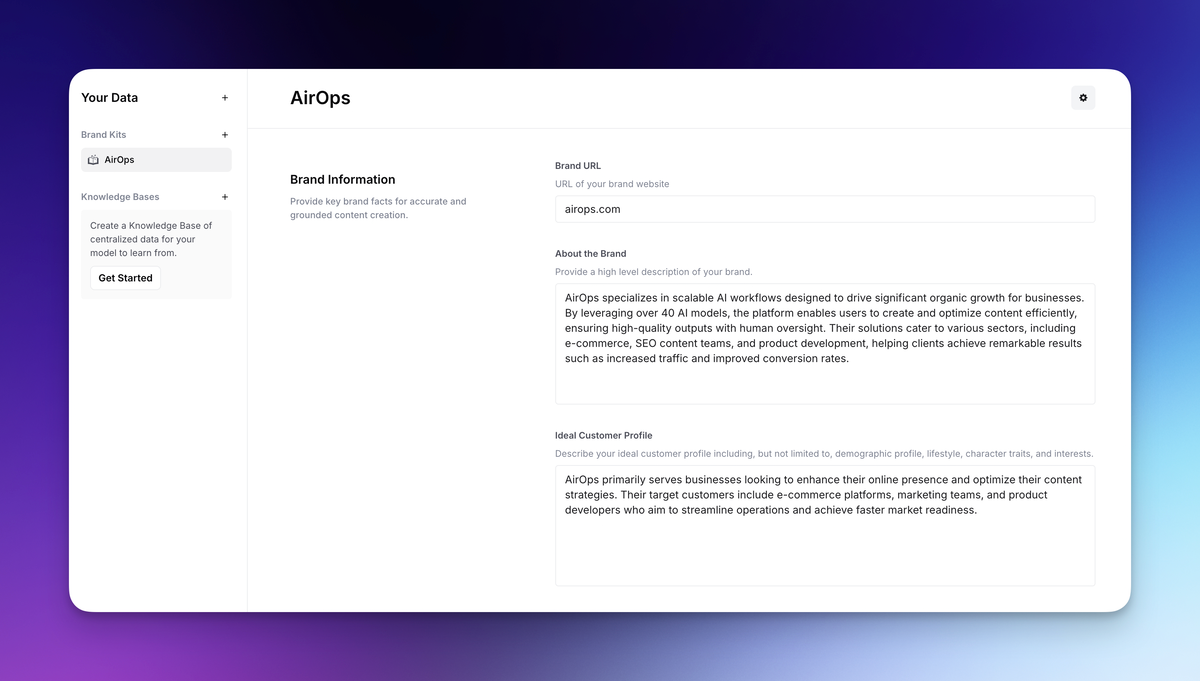 Your Data
+
Brand Kits
+
AirOps
Knowledge Bases
+
Create a Knowledge Base of
centralized data for your
model to learn from.
Get Started
AirOps
Brand Information
Provide key brand facts for accurate and
grounded content creation.
Brand URL
URL of your brand website
airops.com
About the Brand
Provide a high level description of your brand.
AirOps specializes in scalable AI workflows designed to drive significant organic growth for businesses.
By leveraging over 40 AI models, the platform enables users to create and optimize content efficiently,
ensuring high-quality outputs with human oversight. Their solutions cater to various sectors, including
e-commerce, SEO content teams, and product development, helping clients achieve remarkable results
such as increased traffic and improved conversion rates.
Ideal Customer Profile
Describe your ideal customer profile including, but not limited to, demographic profile, lifestyle, character traits, and interests.
AirOps primarily serves businesses looking to enhance their online presence and optimize their content
strategies. Their target customers include e-commerce platforms, marketing teams, and product
developers who aim to streamline operations and achieve faster market readiness.